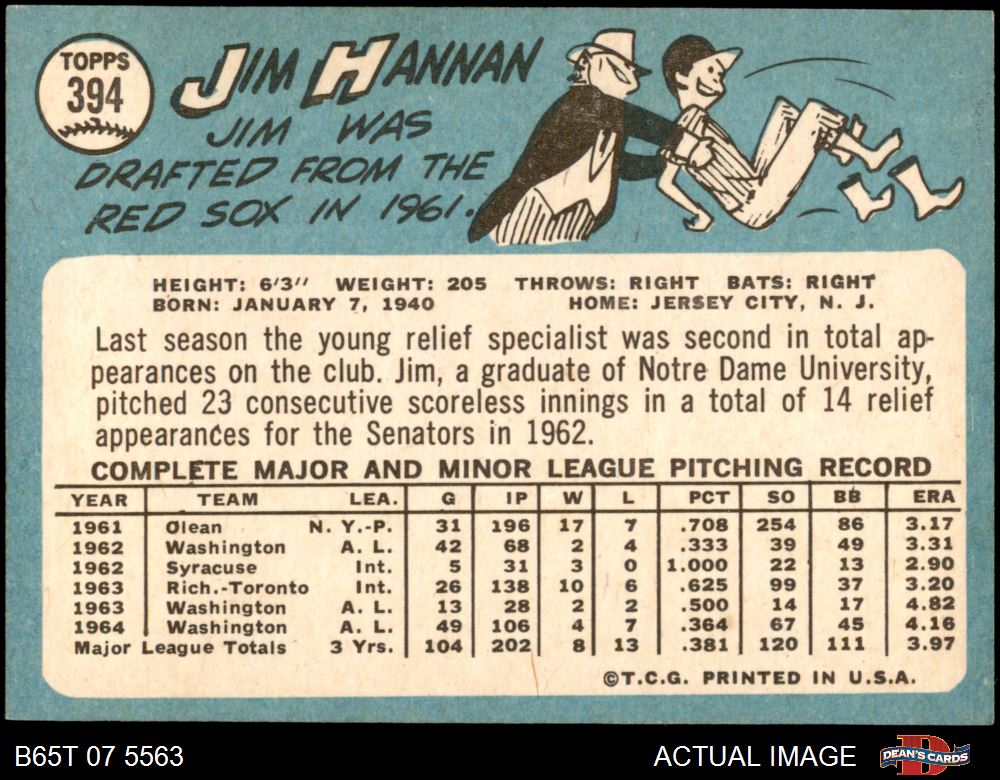 TOPPS
394
JIM HANNAN
JIM WAS
DRAFTED FROM THE
RED SOX IN 1961.
HEIGHT: 6'3" WEIGHT: 205 THROWS: RIGHT BATS: RIGHT
BORN: JANUARY 7, 1940 HOME: JERSEY CITY, N. J.
Last season the young relief specialist was second in total ap-
pearances on the club. Jim, a graduate of Notre Dame University,
pitched 23 consecutive scoreless innings in a total of 14 relief
appearances for the Senators in 1962.
COMPLETE MAJOR AND MINOR LEAGUE PITCHING RECORD
YEAR TEAM LEA. G IP W L PCT SO BB ERA
1961 Olean N. Y.-P. 31 196 17 7 .708 254 86 3.17
1962 Washington A. L. 42 68 2 4 .333 39 49 3.31
1962 Syracuse Int. 5 31 3 0 1.000 22 13 2.90
1963 Rich.-Toronto Int. 26 138 10 6 .625 99 37 3.20
1963 Washington A. L. 13 28 2 2 .500 14 17 4.82
1964 Washington A. L. 49 106 4 7 .364 67 45 4.16
Major League Totals 3 Yrs. 104 202 8 13 .381 120 111 3.97
©T.C.G. PRINTED IN U.S.A.
B65T 07 5563 ACTUAL IMAGE DEAN'S CARDS